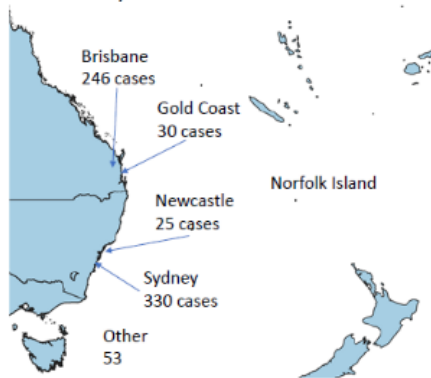 Brisbane
246 cases
Gold Coast
30 cases
Norfolk Island
Newcastle
25 cases
Sydney
330 cases
Other
53